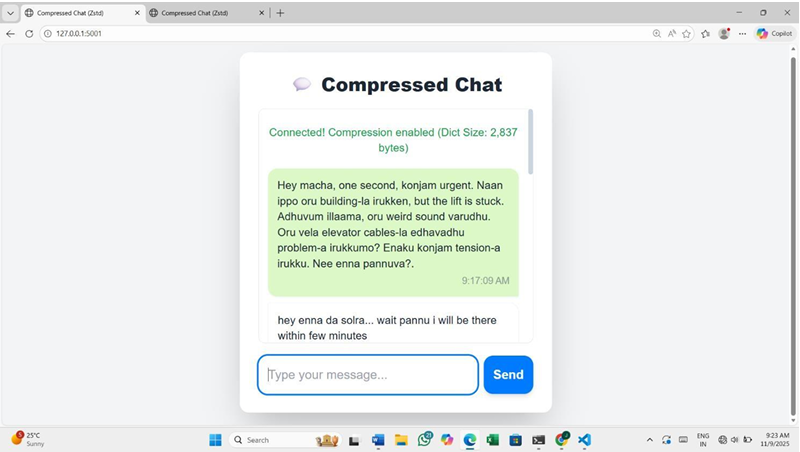 Compressed Chat (Zstd)
Compressed Chat (Zstd)
127.0.0.1:5001
Copilot
Compressed Chat
Connected! Compression enabled (Dict Size: 2,837
bytes)
Hey macha, one second, konjam urgent. Naan
ippo oru building-la irukken, but the lift is stuck.
Adhuvum illaama, oru weird sound varudhu.
Oru vela elevator cables-la edhavadhu
problem-a irukkumo? Enaku konjam tension-a
irukku. Nee enna pannuva?.
9:17:09 AM
hey enna da solra... wait pannu i will be there
within few minutes
Type your message...
Send
25°C
Sunny
Search
ENG
IN
9:23 AM
11/9/2025